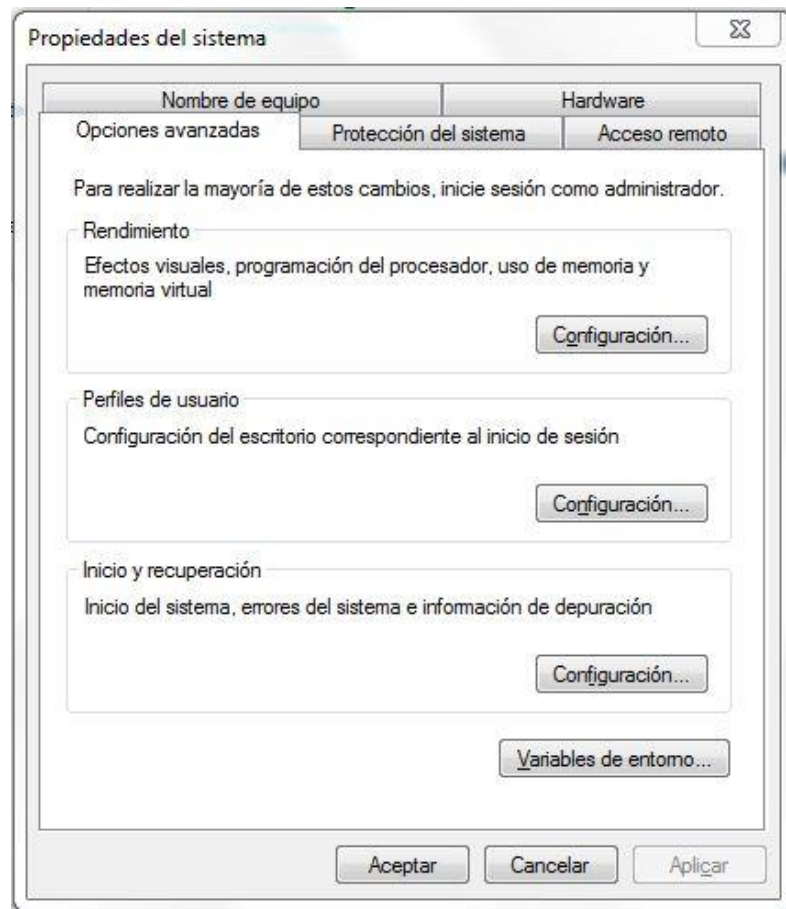 Propiedades del sistema
Nombre de equipo
Hardware
Opciones avanzadas
Protección del sistema
Acceso remoto
Para realizar la mayoría de estos cambios, inicie sesión como administrador.
Rendimiento
Efectos visuales, programación del procesador, uso de memoria y
memoria virtual
Configuración...
Perfiles de usuario
Configuración del escritorio correspondiente al inicio de sesión
Configuración...
Inicio y recuperación
Inicio del sistema, errores del sistema e información de depuración
Configuración...
Variables de entorno...
Aceptar
Cancelar
Aplicar